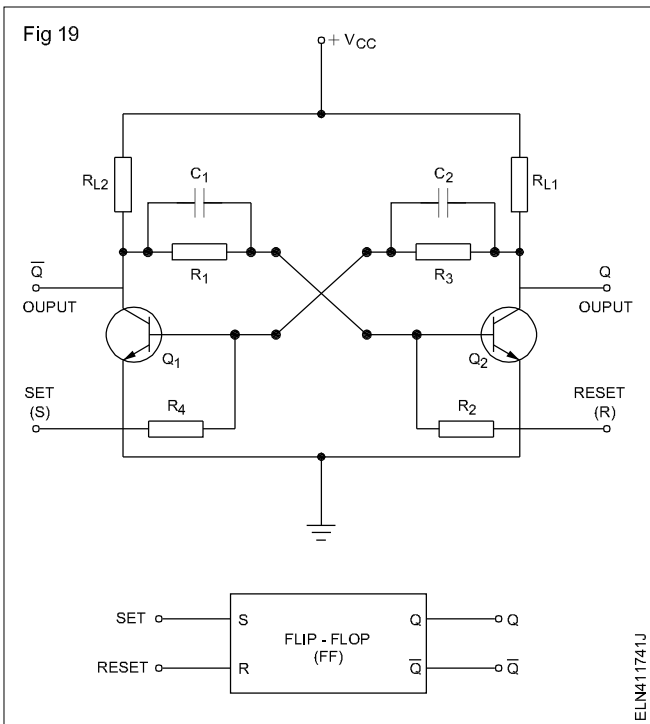 Fig 19
+ VCC
RL2
C1
C2
RL1
R1
R3
Q̅
OUPUT
Q
OUPUT
Q1
Q2
SET
(S)
R4
R2
RESET
(R)
SET
S
FLIP - FLOP
(FF)
Q
Q
RESET
R
Q̅
Q̅
ELN411741J